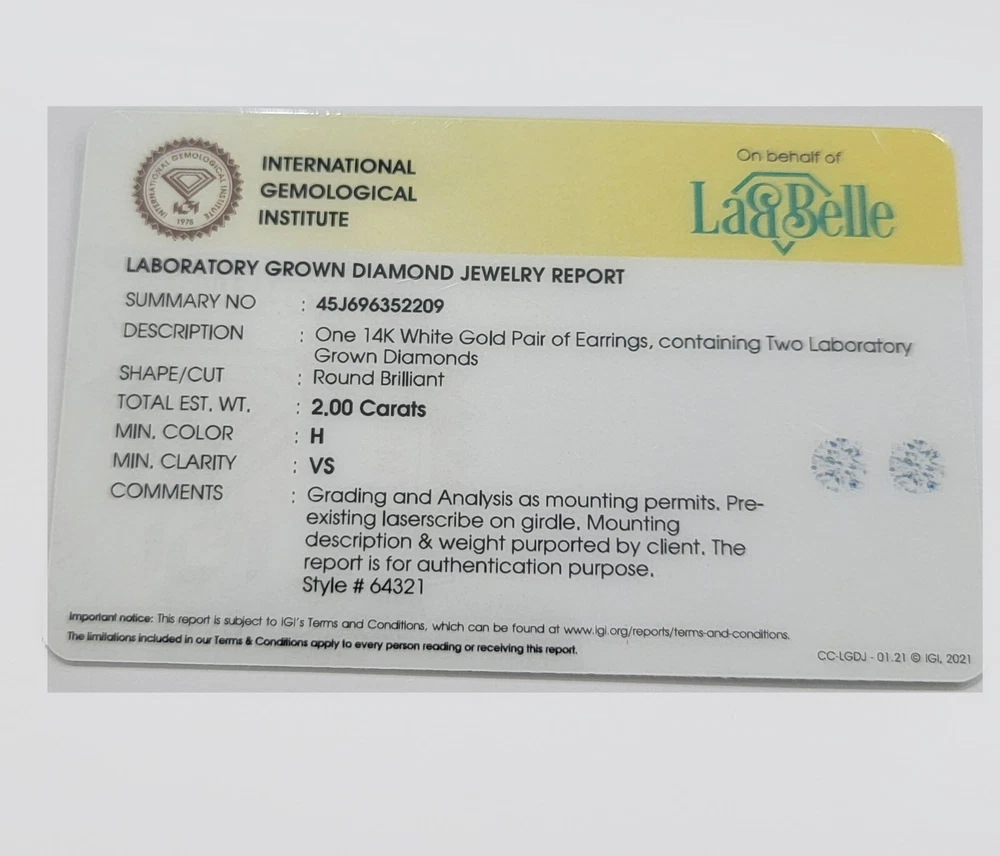 INTERNATIONAL GEMOLOGICAL INSTITUTE
IGI
1975
INTERNATIONAL
GEMOLOGICAL
INSTITUTE
On behalf of
LaBelle
LABORATORY GROWN DIAMOND JEWELRY REPORT
SUMMARY NO : 45J696352209
DESCRIPTION : One 14K White Gold Pair of Earrings, containing Two Laboratory
Grown Diamonds
SHAPE/CUT : Round Brilliant
TOTAL EST. WT. : 2.00 Carats
MIN. COLOR : H
MIN. CLARITY : VS
COMMENTS : Grading and Analysis as mounting permits. Pre-
existing laserscribe on girdle. Mounting
description & weight purported by client. The
report is for authentication purpose.
Style # 64321
Important notice: This report is subject to IGI's Terms and Conditions, which can be found at www.igi.org/reports/terms-and-conditions.
The limitations included in our Terms & Conditions apply to every person reading or receiving this report.
CC-LGDJ - 01.21 © IGI, 2021